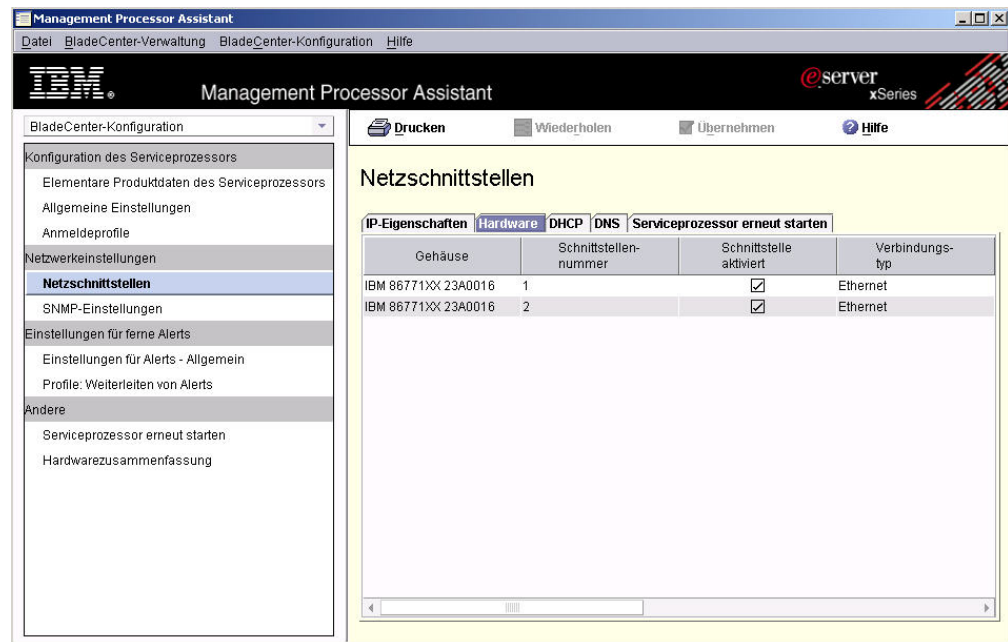 Management Processor Assistant
Datei BladeCenter-Verwaltung BladeCenter-Konfiguration Hilfe
IBM®
Management Processor Assistant
eserver
xSeries
BladeCenter-Konfiguration
Konfiguration des Serviceprozessors
Elementare Produktdaten des Serviceprozessors
Allgemeine Einstellungen
Anmeldeprofile
Netzwerkeinstellungen
Netzschnittstellen
SNMP-Einstellungen
Einstellungen für ferne Alerts
Einstellungen für Alerts - Allgemein
Profile: Weiterleiten von Alerts
Andere
Serviceprozessor erneut starten
Hardwarezusammenfassung
Drucken Wiederholen Übernehmen Hilfe
Netzschnittstellen
IP-Eigenschaften Hardware DHCP DNS Serviceprozessor erneut starten
Gehäuse Schnittstellen- Schnittstelle Verbindungs-
nummer aktiviert typ
IBM 86771XX 23A0016 1 Ethernet
IBM 86771XX 23A0016 2 Ethernet